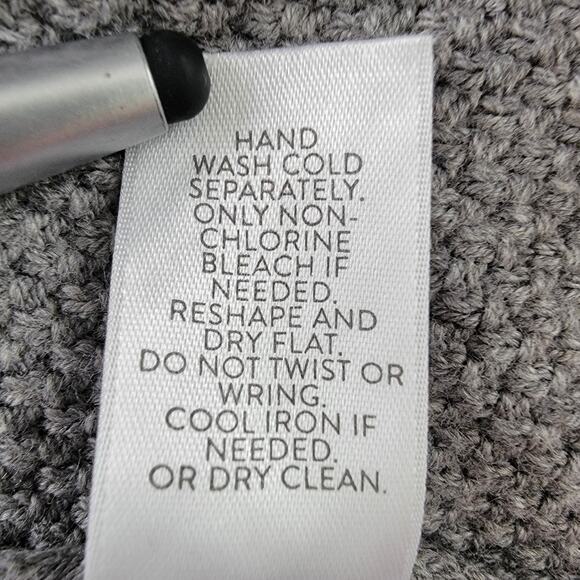 HAND
WASH COLD
SEPARATELY.
ONLY NON-
CHLORINE
BLEACH IF
NEEDED.
RESHAPE AND
DRY FLAT.
DO NOT TWIST OR
WRING.
COOL IRON IF
NEEDED.
OR DRY CLEAN.